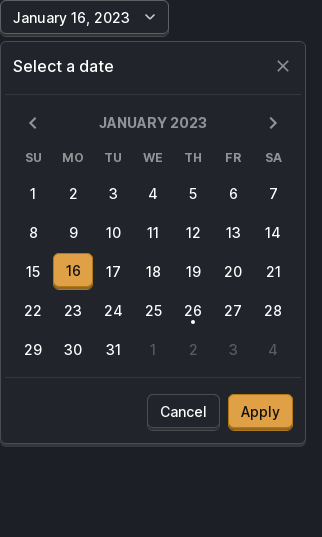 January 16, 2023
Select a date
JANUARY 2023
SU MO TU WE TH FR SA
1 2 3 4 5 6 7
8 9 10 11 12 13 14
15 16 17 18 19 20 21
22 23 24 25 26 27 28
29 30 31 1 2 3 4
Cancel Apply